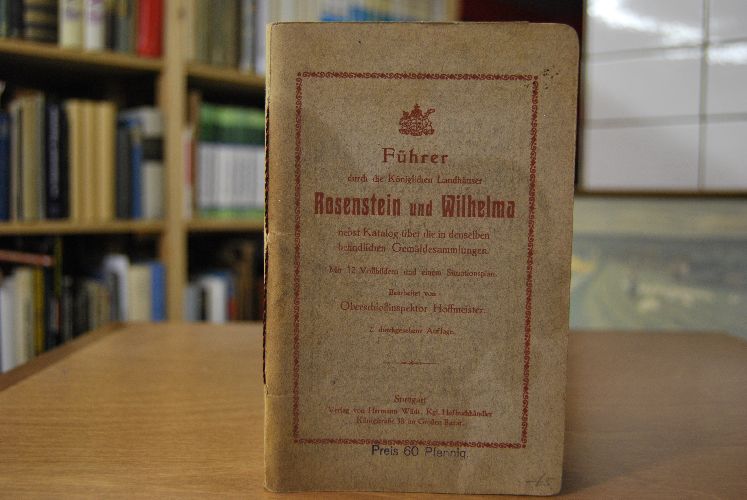 Führer
durch die Königlichen Landhäuser
Rosenstein und Wilhelma
nebst Katalog über die in denselben
befindlichen Gemäldesammlungen.
Mit 12 Vollbildern und einem Situationsplan.
Bearbeitet von
Oberschloßinspektor Hoffmeister.
2. durchgesehene Auflage.
Stuttgart
Verlag von Hermann Wildt, Kgl. Hofbuchhändler
Königstraße 38 im Großen Bazar.
Preis 60 Pfennig.